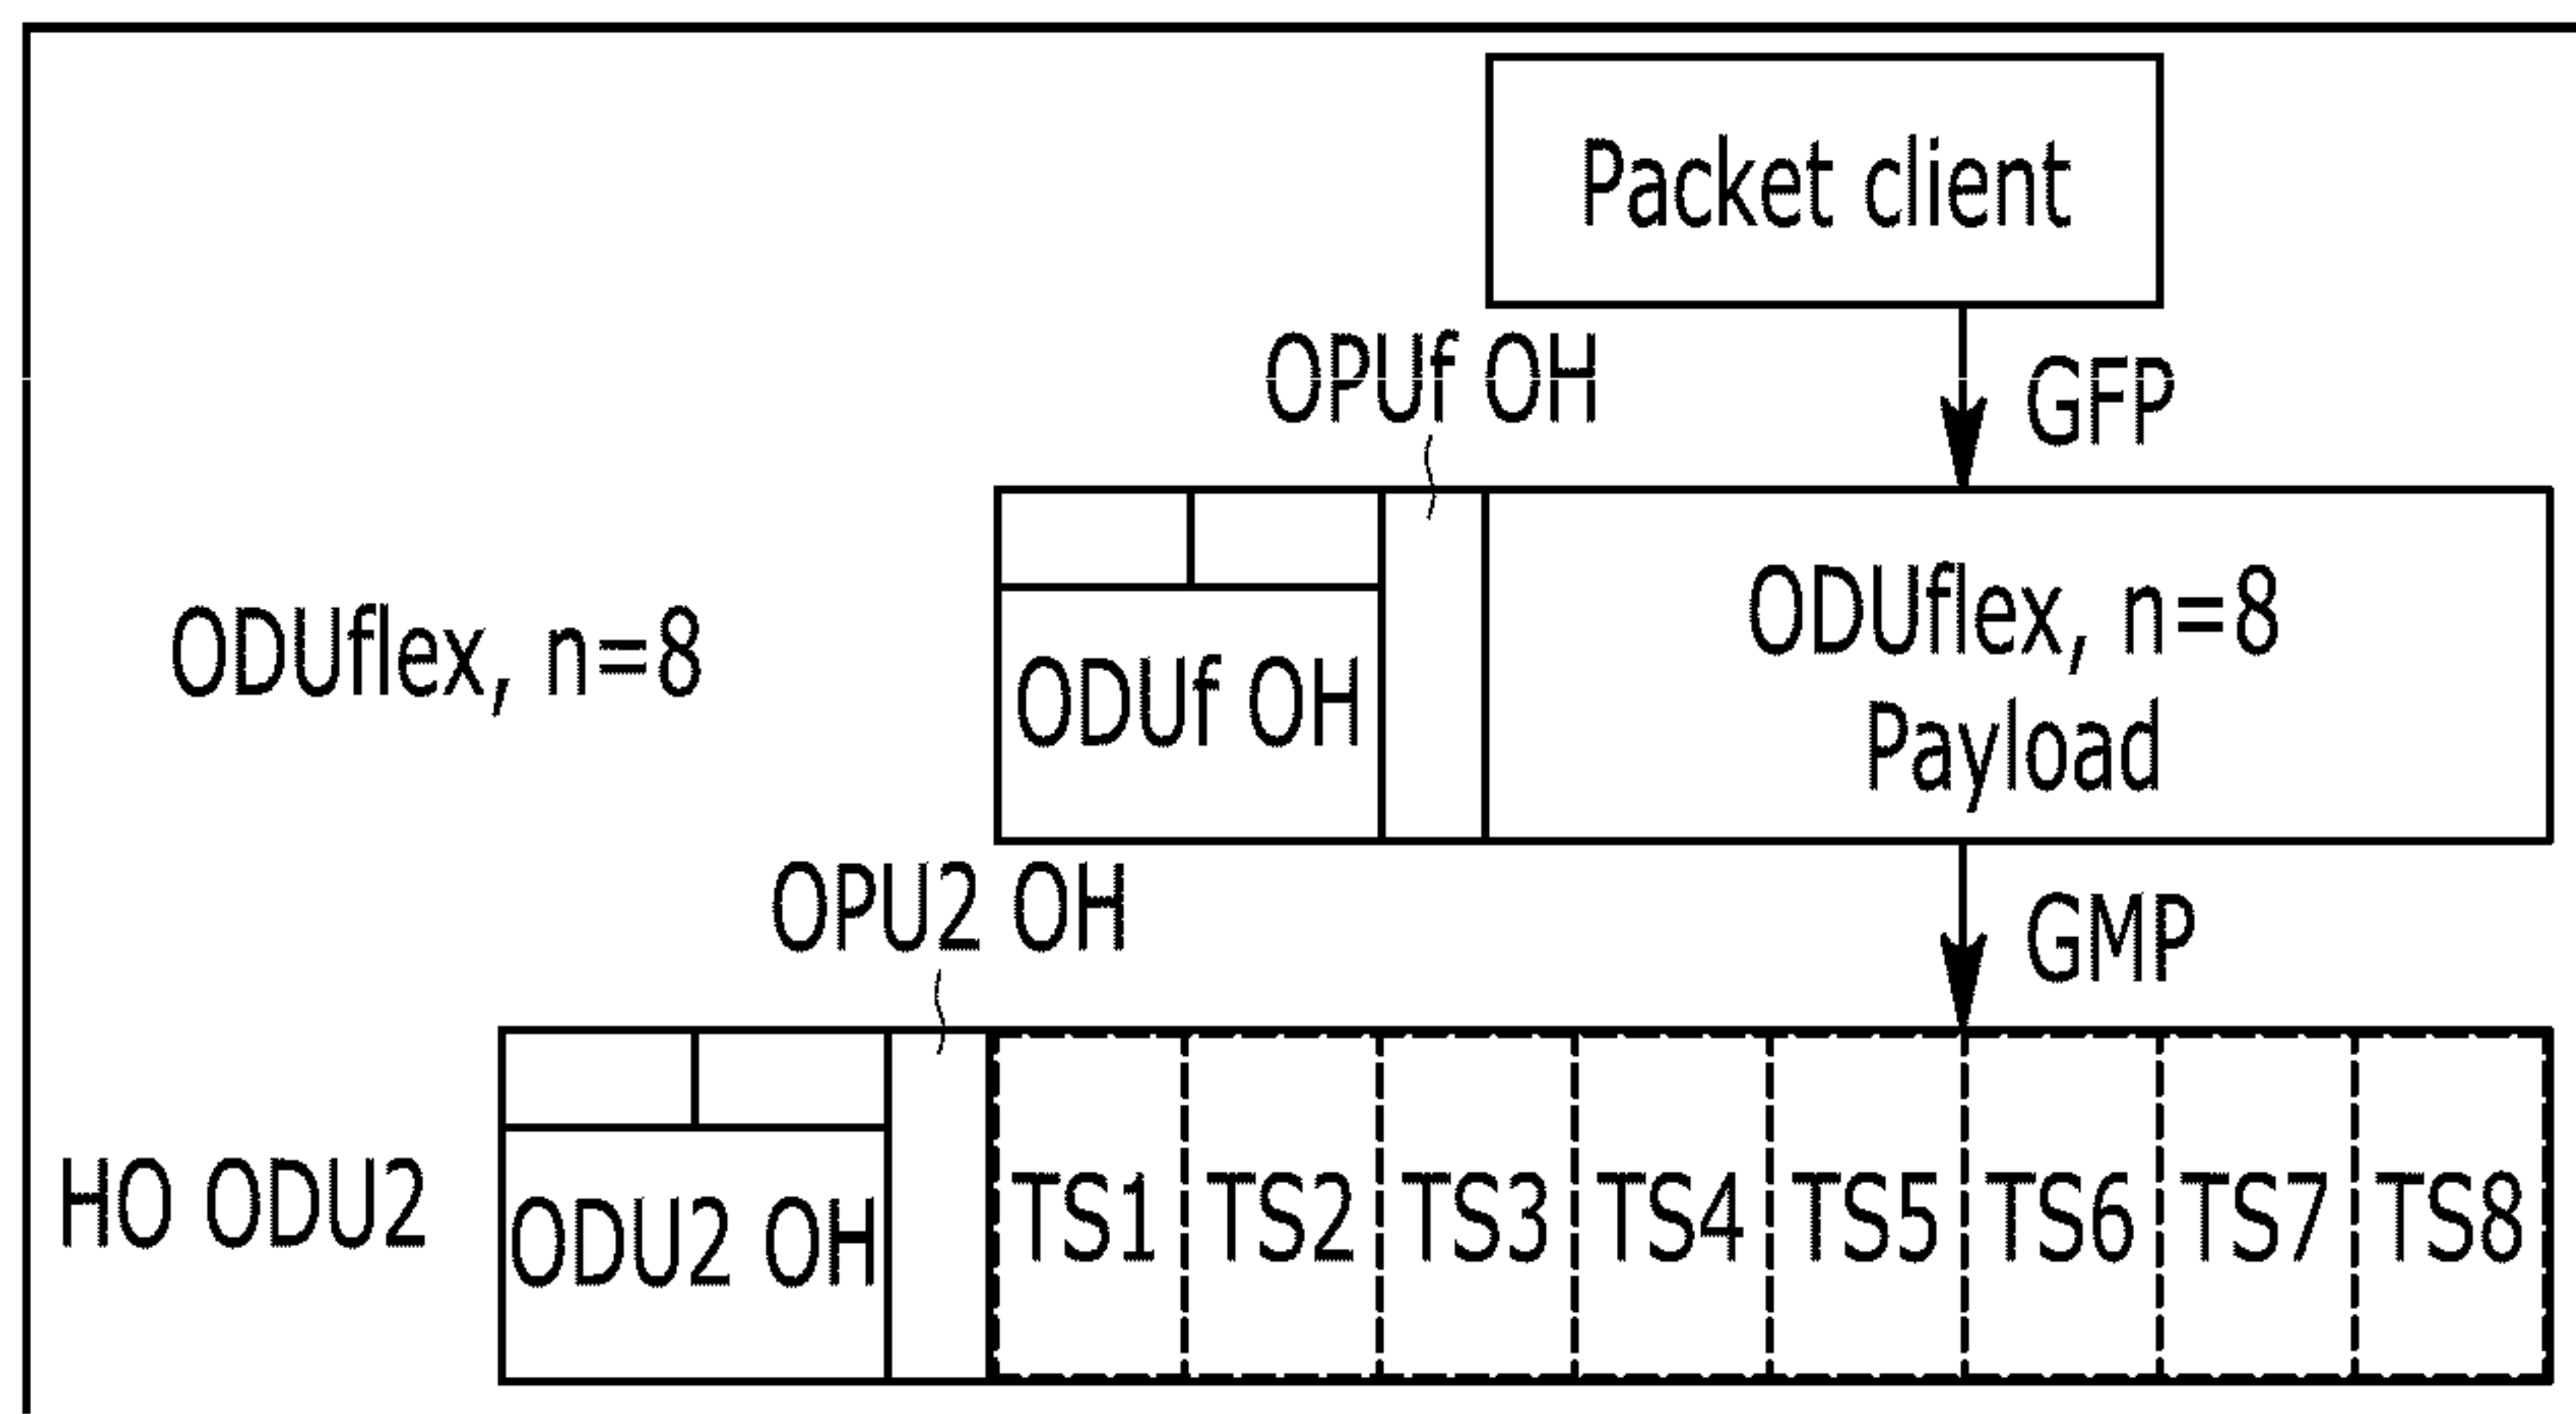 Packet client
OPUf OH
GFP
ODUflex, n=8
ODUf OH
ODUflex, n=8
Payload
OPU2 OH
GMP
HO ODU2
ODU2 OH
TS1 TS2 TS3 TS4 TS5 TS6 TS7 TS8